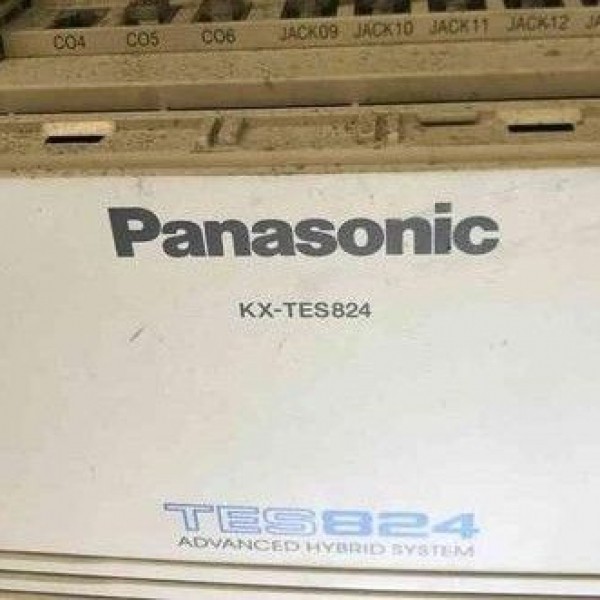 CO4 CO5 CO6 JACK09 JACK10 JACK11 JACK12
Panasonic
KX-TES824
TES824
ADVANCED HYBRID SYSTEM